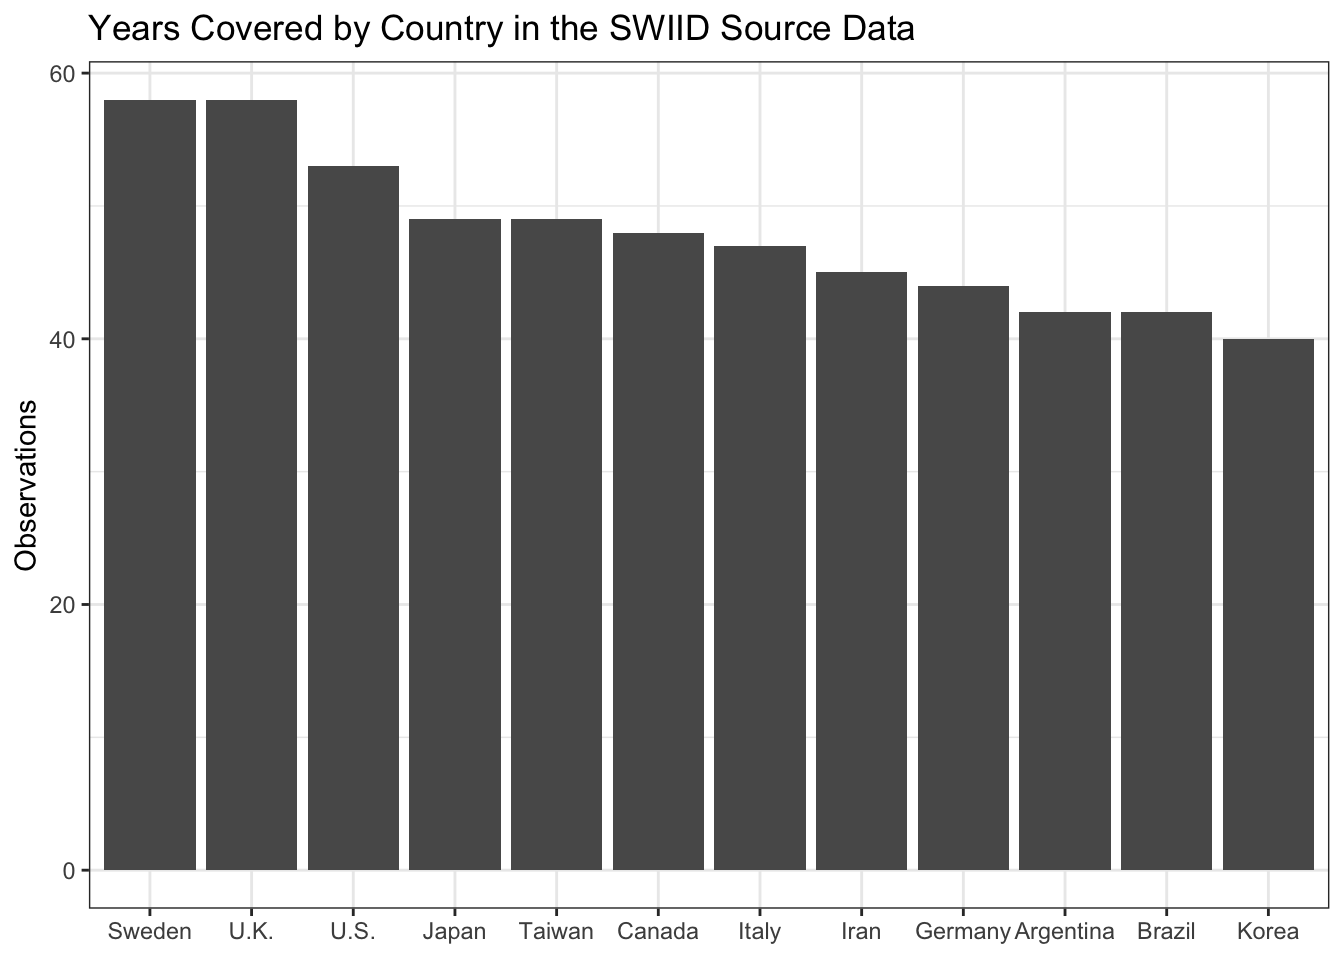 Years Covered by Country in the SWIID Source Data
60
40
20
0
Observations
Sweden U.K. U.S. Japan Taiwan Canada Italy Iran Germany Argentina Brazil Korea